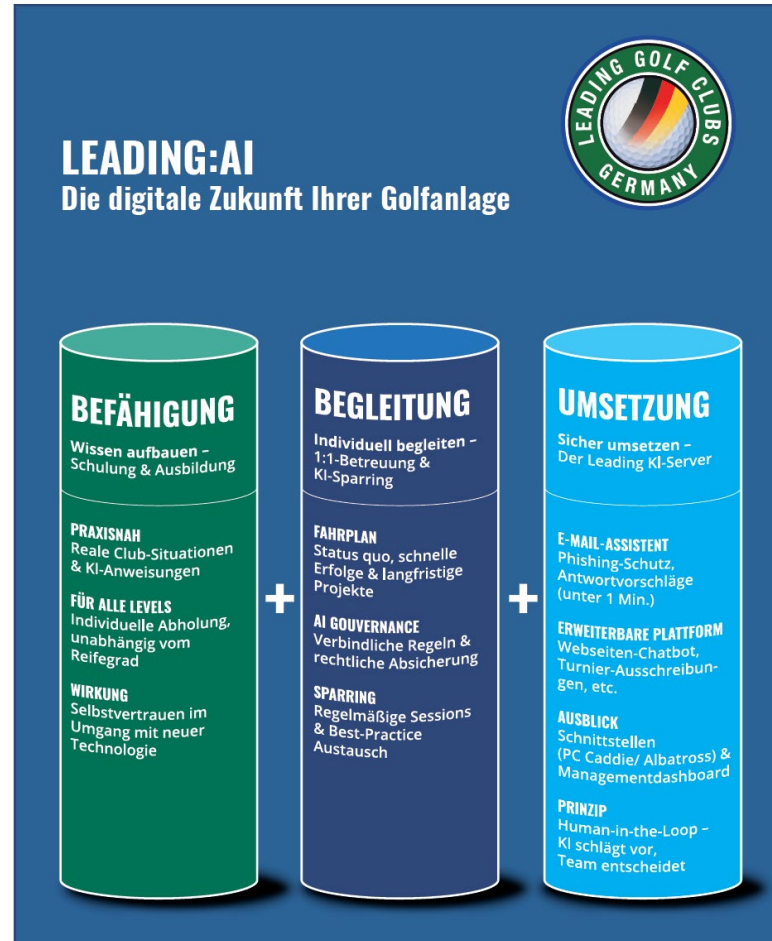 LEADING GOLF CLUBS
GERMANY
LEADING:AI
Die digitale Zukunft Ihrer Golfanlage
BEFÄHIGUNG
Wissen aufbauen –
Schulung & Ausbildung
PRAXISNAH
Reale Club-Situationen
& KI-Anweisungen
FÜR ALLE LEVELS
Individuelle Abholung,
unabhängig vom
Reifegrad
WIRKUNG
Selbstvertrauen im
Umgang mit neuer
Technologie
+
BEGLEITUNG
Individuell begleiten –
1:1-Betreuung &
KI-Sparring
FAHRPLAN
Status quo, schnelle
Erfolge & langfristige
Projekte
AI GOUVERNANCE
Verbindliche Regeln &
rechtliche Absicherung
SPARRING
Regelmäßige Sessions
& Best-Practice
Austausch
+
UMSETZUNG
Sicher umsetzen –
Der Leading KI-Server
E-MAIL-ASSISTENT
Phishing-Schutz,
Antwortvorschläge
(unter 1 Min.)
ERWEITERBARE PLATTFORM
Webseiten-Chatbot,
Turnier-Ausschreibun-
gen, etc.
AUSBLICK
Schnittstellen
(PC Caddie/ Albatross) &
Managementdashboard
PRINZIP
Human-in-the-Loop –
KI schlägt vor,
Team entscheidet